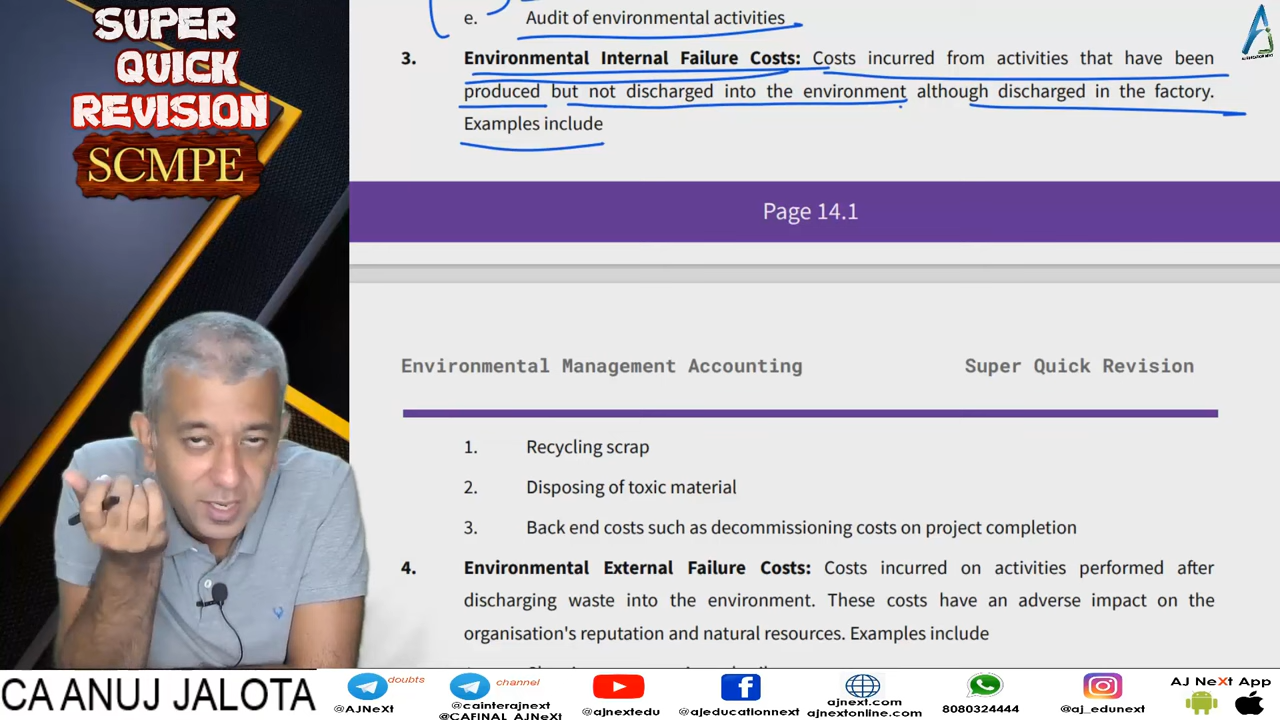 SUPER
QUICK
REVISION
SCMPE
e. Audit of environmental activities
3. Environmental Internal Failure Costs: Costs incurred from activities that have been
produced but not discharged into the environment although discharged in the factory.
Examples include
Page 14.1
Environmental Management Accounting Super Quick Revision
1. Recycling scrap
2. Disposing of toxic material
3. Back end costs such as decommissioning costs on project completion
4. Environmental External Failure Costs: Costs incurred on activities performed after
discharging waste into the environment. These costs have an adverse impact on the
organisation's reputation and natural resources. Examples include
CA ANUJ JALOTA
doubts
@AJNeXt
channel
@cainterajnext
@CAFINAL_AJNeXt
@ajnextedu
@ajeducationnext
ajnext.com
ajnextonline.com
8080324444
@aj_edunext
AJ NeXt App